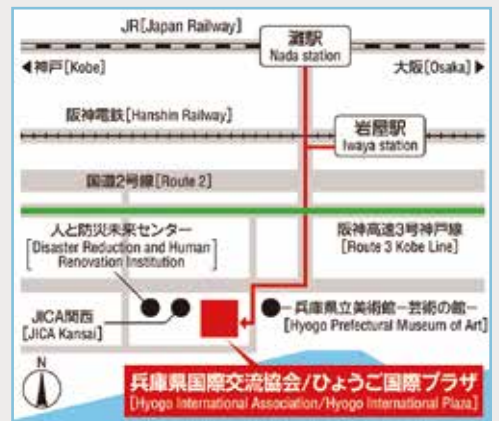 JR[Japan Railway]
灘駅
Nada station
◀神戸[Kobe]
大阪[Osaka]▶
阪神電鉄[Hanshin Railway]
岩屋駅
Iwaya station
国道2号線[Route 2]
人と防災未来センター
[Disaster Reduction and Human
Renovation Institution]
阪神高速3号神戸線
[Route 3 Kobe Line]
JICA関西
[JICA Kansai]
兵庫県立美術館－芸術の館－
[Hyogo Prefectural Museum of Art]
N
兵庫県国際交流協会/ひょうご国際プラザ
[Hyogo International Association/Hyogo International Plaza]